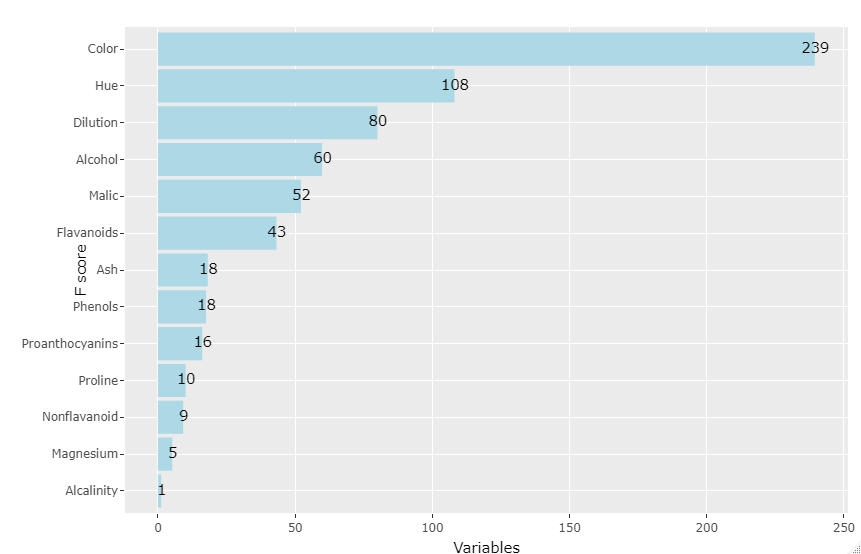 Color 239
Hue 108
Dilution 80
Alcohol 60
Malic 52
Flavanoids 43
F score
Ash 18
Phenols 18
Proanthocyanins 16
Proline 10
Nonflavanoid 9
Magnesium 5
Alcalinity 1
0 50 100 150 200 250
Variables